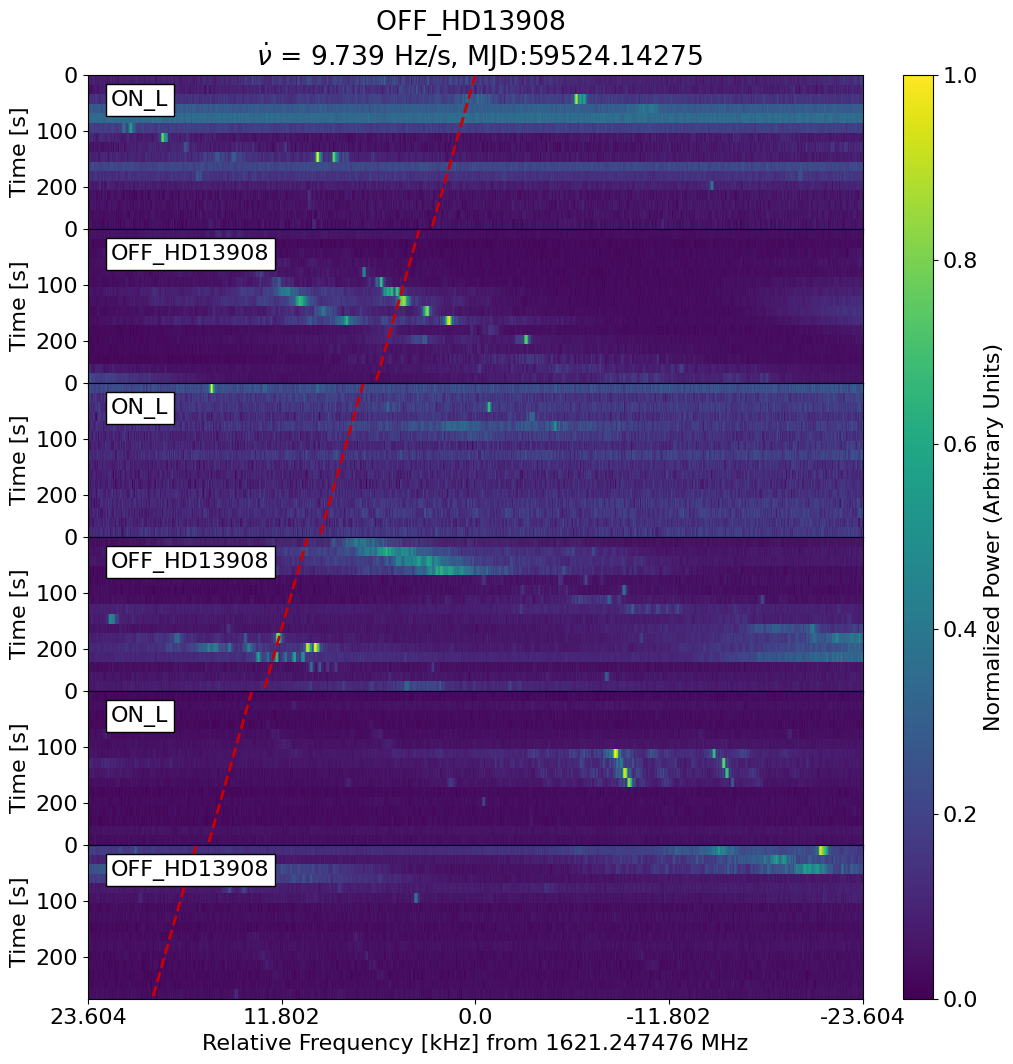 OFF_HD13908
ν̇ = 9.739 Hz/s, MJD:59524.14275
0
100
200
Time [s]
ON_L
0
100
200
Time [s]
OFF_HD13908
0
100
200
Time [s]
ON_L
0
100
200
Time [s]
OFF_HD13908
0
100
200
Time [s]
ON_L
0
100
200
Time [s]
OFF_HD13908
23.604 11.802 0.0 -11.802 -23.604
Relative Frequency [kHz] from 1621.247476 MHz
1.0
0.8
0.6
0.4
0.2
0.0
Normalized Power (Arbitrary Units)